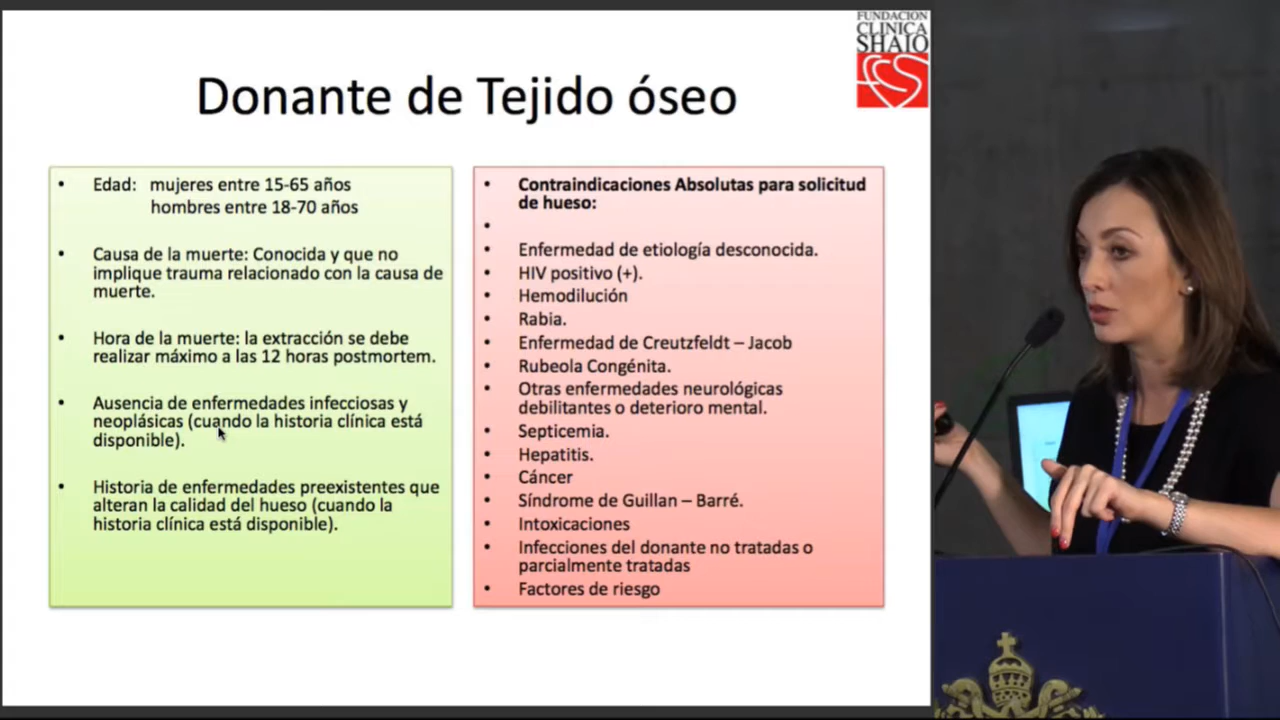 FUNDACION
CLINICA
SHAIO
Donante de Tejido óseo
• Edad: mujeres entre 15-65 años
hombres entre 18-70 años
• Causa de la muerte: Conocida y que no
implique trauma relacionado con la causa de
muerte.
• Hora de la muerte: la extracción se debe
realizar máximo a las 12 horas postmortem.
• Ausencia de enfermedades infecciosas y
neoplásicas (cuando la historia clínica está
disponible).
• Historia de enfermedades preexistentes que
alteran la calidad del hueso (cuando la
historia clínica está disponible).
• Contraindicaciones Absolutas para solicitud
de hueso:
•
• Enfermedad de etiología desconocida.
• HIV positivo (+).
• Hemodilución
• Rabia.
• Enfermedad de Creutzfeldt – Jacob
• Rubeola Congénita.
• Otras enfermedades neurológicas
debilitantes o deterioro mental.
• Septicemia.
• Hepatitis.
• Cáncer
• Síndrome de Guillan – Barré.
• Intoxicaciones
• Infecciones del donante no tratadas o
parcialmente tratadas
• Factores de riesgo